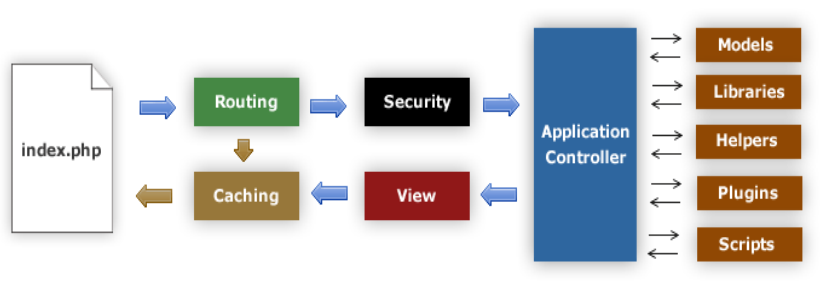 index.php
Routing
Security
Application
Controller
Models
Libraries
Helpers
Plugins
Scripts
Caching
View